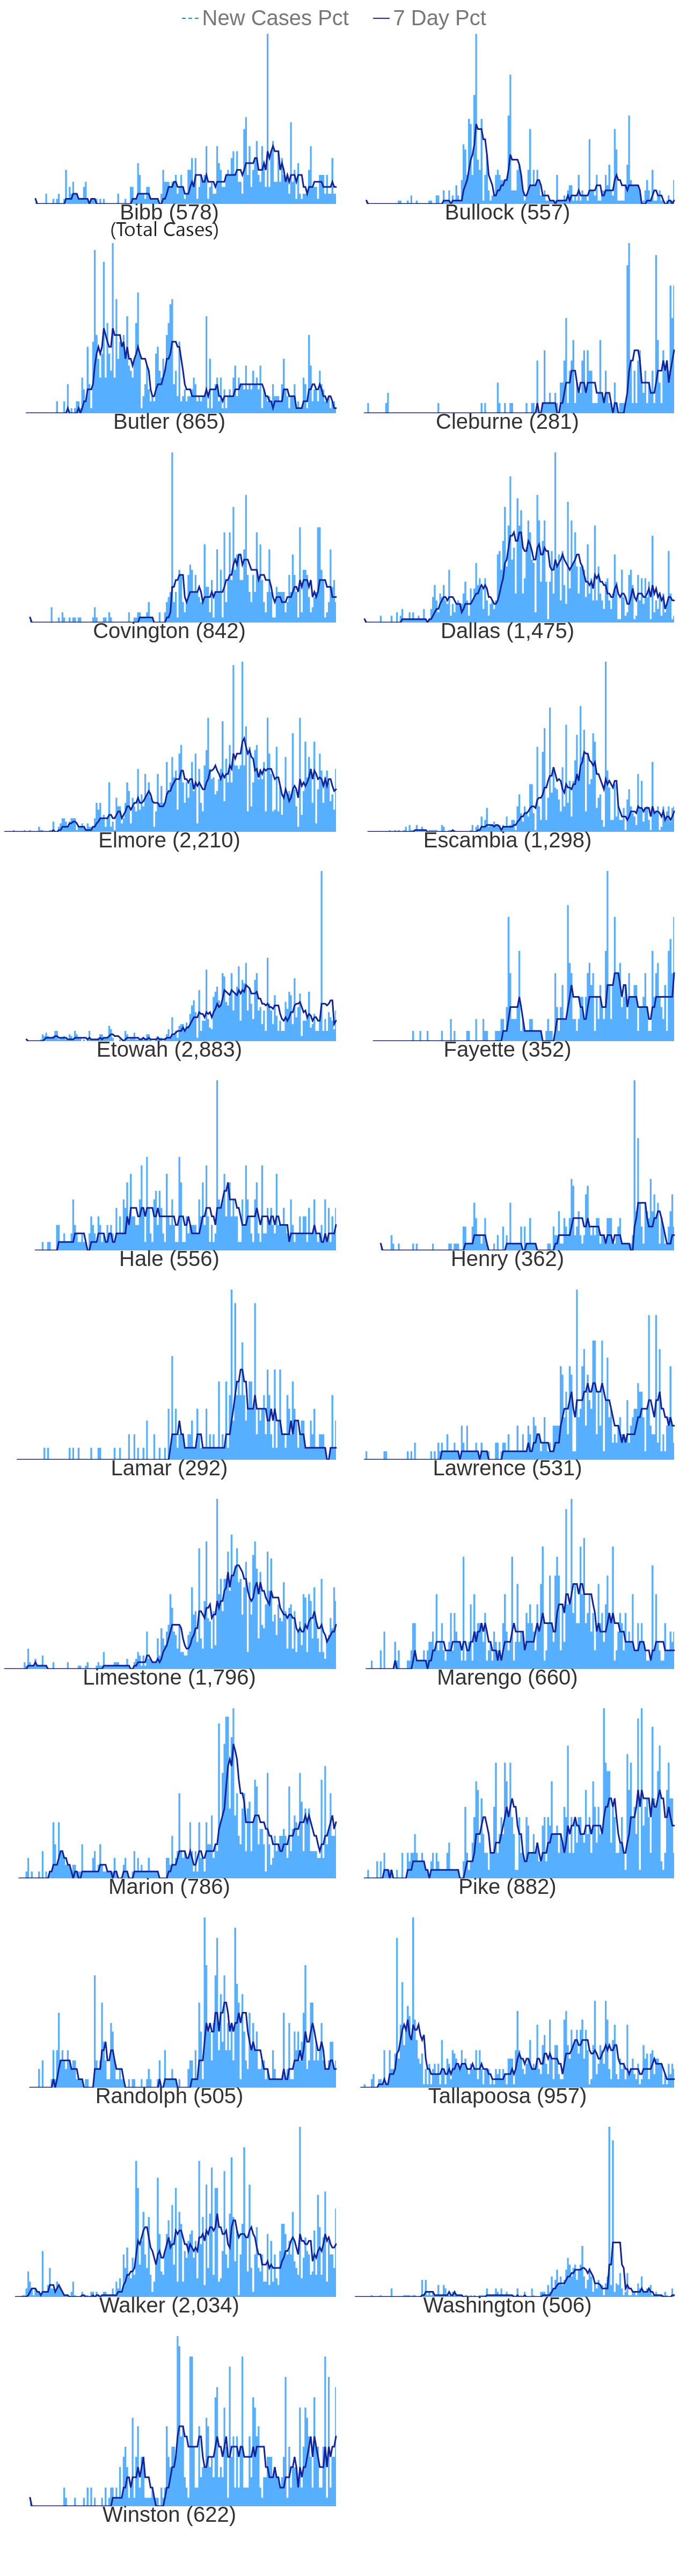 New Cases Pct 7 Day Pct
Bibb (578) Bullock (557)
(Total Cases)
Butler (865) Cleburne (281)
Covington (842) Dallas (1,475)
Elmore (2,210) Escambia (1,298)
Etowah (2,883) Fayette (352)
Hale (556) Henry (362)
Lamar (292) Lawrence (531)
Limestone (1,796) Marengo (660)
Marion (786) Pike (882)
Randolph (505) Tallapoosa (957)
Walker (2,034) Washington (506)
Winston (622)